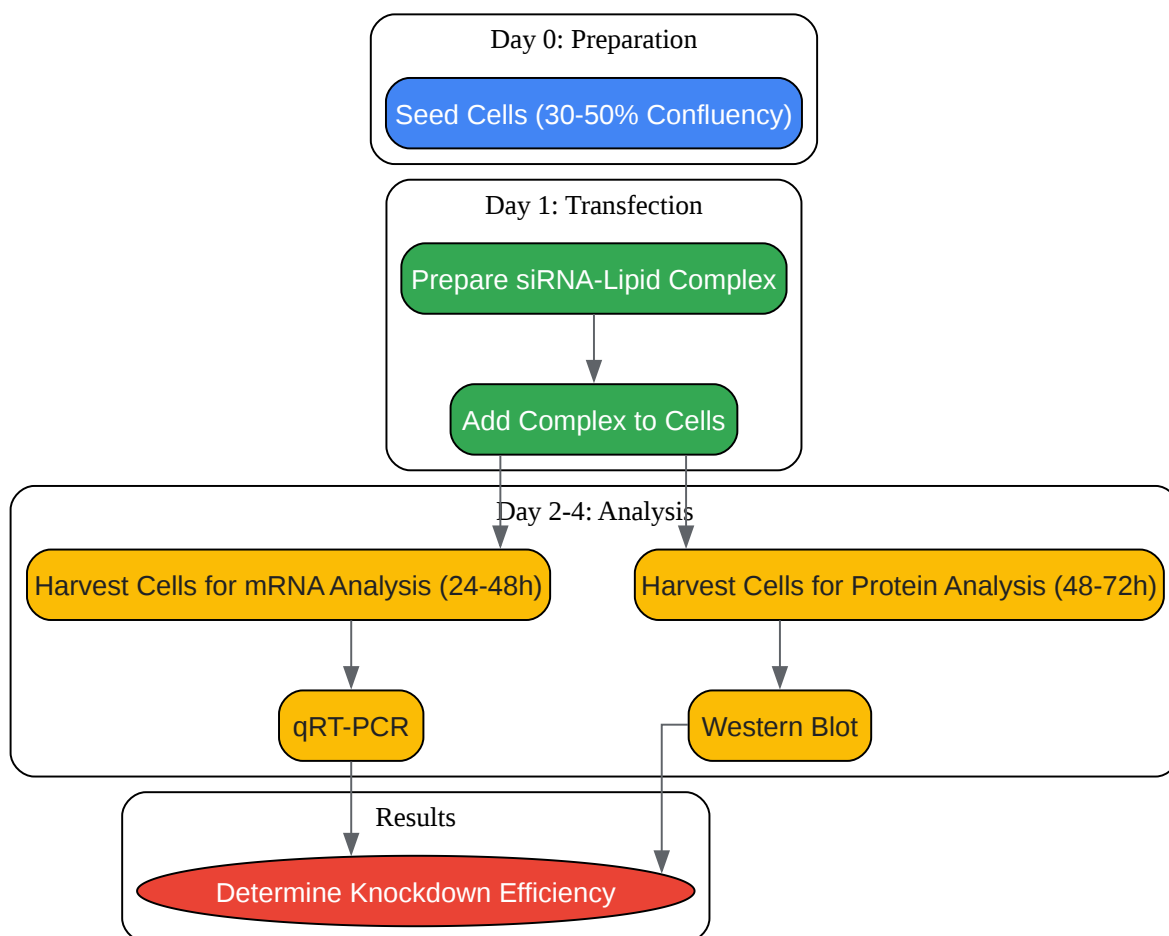 Day 0: Preparation
Seed Cells (30-50% Confluency)
Day 1: Transfection
Prepare siRNA-Lipid Complex
Add Complex to Cells
Day 2-4: Analysis
Harvest Cells for mRNA Analysis (24-48h)
Harvest Cells for Protein Analysis (48-72h)
qRT-PCR
Western Blot
Results
Determine Knockdown Efficiency